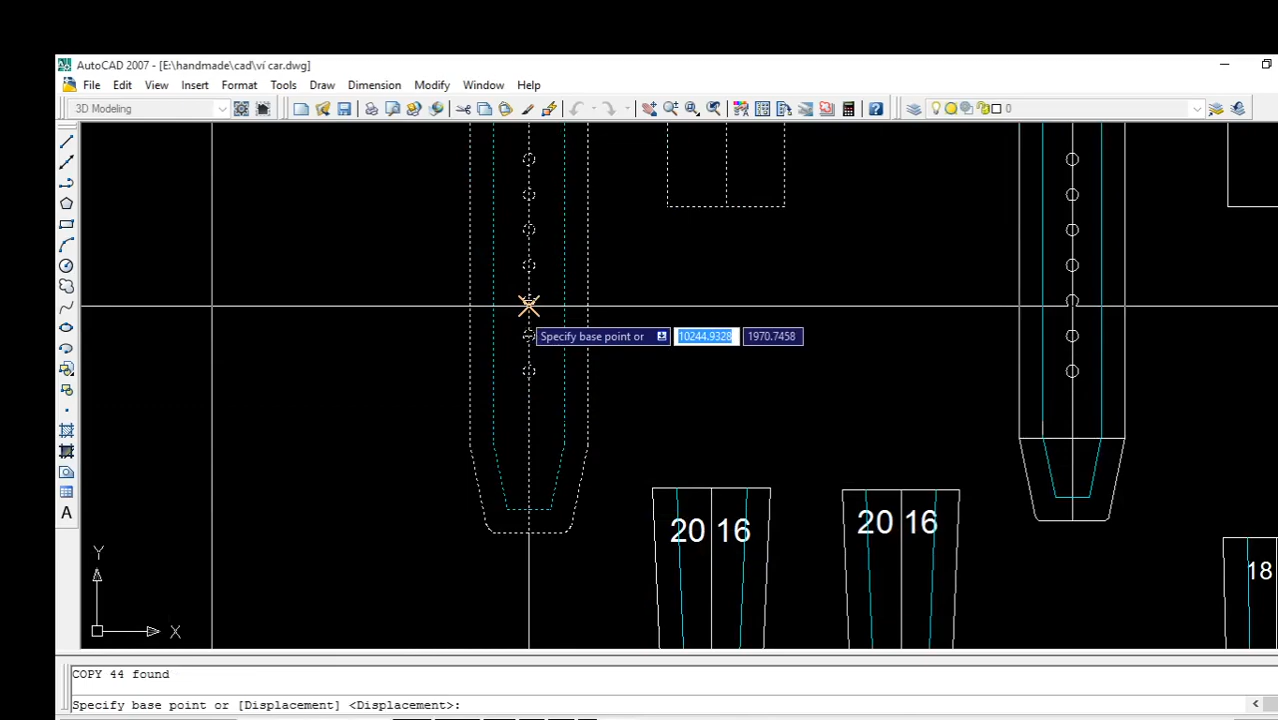 AutoCAD 2007 - [E:\handmade\cad\ví car.dwg]
File Edit View Insert Format Tools Draw Dimension Modify Window Help
3D Modeling 0
Specify base point or 10244.9328 1970.7458
20 16 20 16
18
Y
X
A
COPY 44 found
Specify base point or [Displacement] <Displacement>: